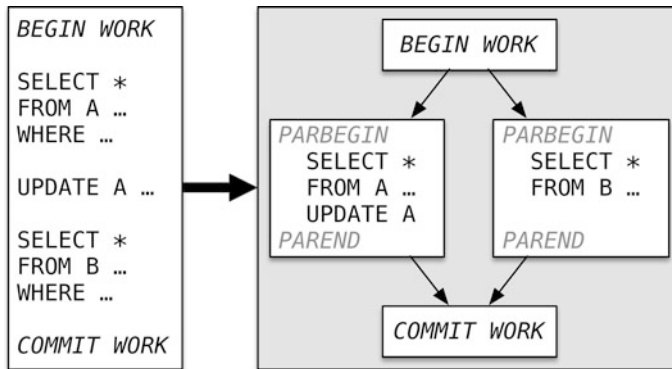 BEGIN WORK
SELECT *
FROM A …
WHERE …
UPDATE A …
SELECT *
FROM B …
WHERE …
COMMIT WORK
BEGIN WORK
PARBEGIN
SELECT *
FROM A …
UPDATE A
PAREND
PARBEGIN
SELECT *
FROM B …
PAREND
COMMIT WORK